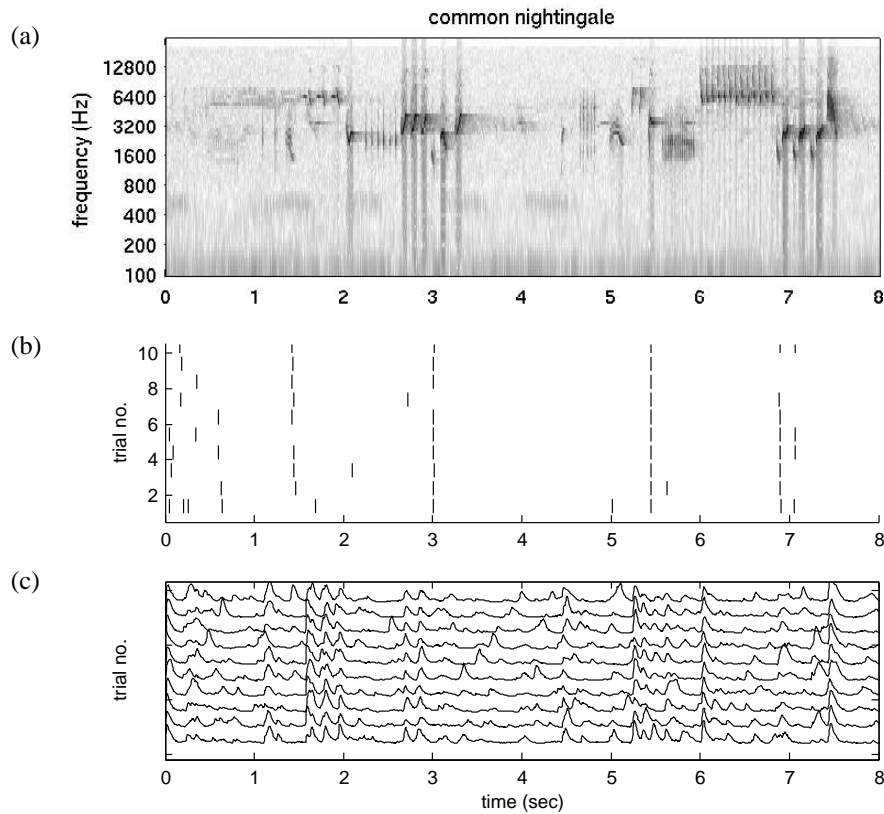 common nightingale
(a)
frequency (Hz)
12800
6400
3200
1600
800
400
200
100
0 1 2 3 4 5 6 7 8
(b)
trial no.
10
8
6
4
2
0 1 2 3 4 5 6 7 8
(c)
trial no.
0 1 2 3 4 5 6 7 8
time (sec)